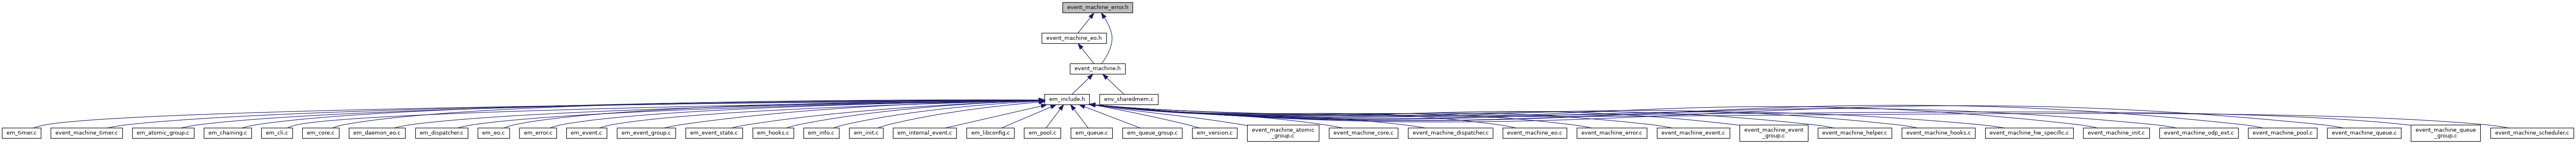 event_machine_error.h
event_machine_eo.h
event_machine.h
em_include.h
env_sharedmem.c
em_timer.c
event_machine_timer.c
em_atomic_group.c
em_chaining.c
em_cli.c
em_core.c
em_daemon_eo.c
em_dispatcher.c
em_eo.c
em_error.c
em_event.c
em_event_group.c
em_event_state.c
em_hooks.c
em_info.c
em_init.c
em_internal_event.c
em_libconfig.c
em_pool.c
em_queue.c
em_queue_group.c
em_version.c
event_machine_atomic
_group.c
event_machine_core.c
event_machine_dispatcher.c
event_machine_eo.c
event_machine_error.c
event_machine_event.c
event_machine_event
_group.c
event_machine_helper.c
event_machine_hooks.c
event_machine_hw_specific.c
event_machine_init.c
event_machine_odp_ext.c
event_machine_pool.c
event_machine_queue.c
event_machine_queue
_group.c
event_machine_scheduler.c